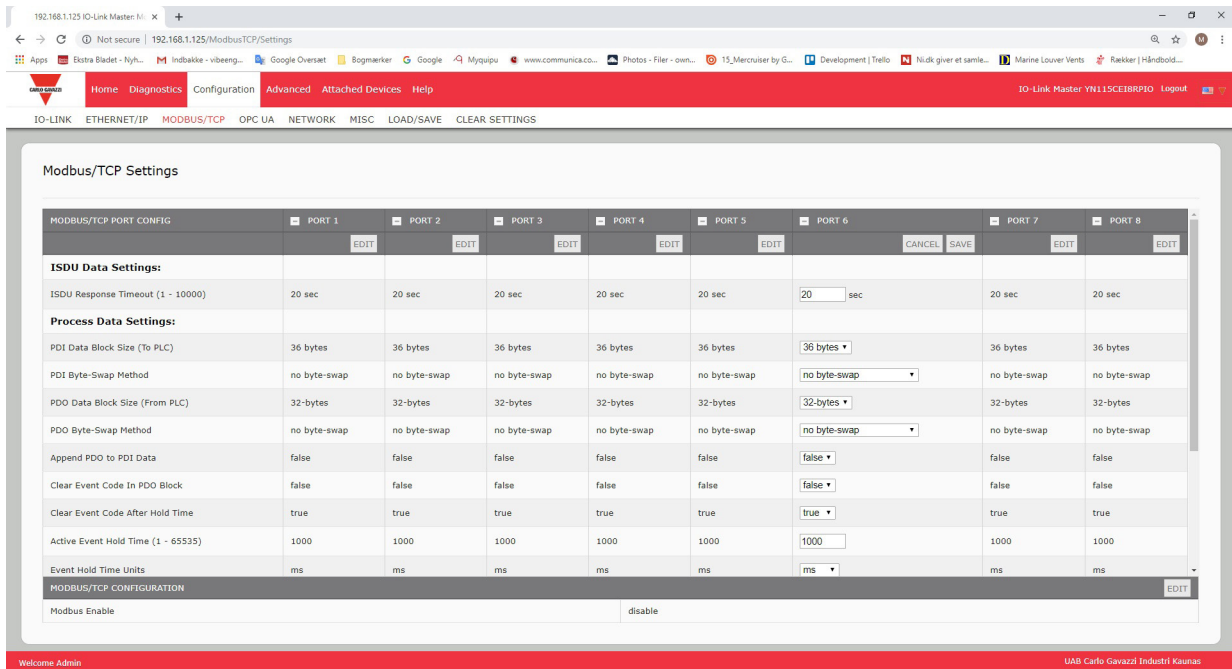 192.168.1.125 IO-Link Master: M
Not secure | 192.168.1.125/ModbusTCP/Settings
Apps Ekstra Bladet - Nyh... Indbakke - vibeeng... Google Oversæt Bogmærker Google Myquipu www.communica.co... Photos - Filer - own... 15_Mercruiser by G... Development | Trello N.dk giver et samle... Marine Louver Vents Rækker | Håndbold....
CARLO GAVAZZI Home Diagnostics Configuration Advanced Attached Devices Help IO-Link Master YN115CEI8RPIO Logout
IO-LINK ETHERNET/IP MODBUS/TCP OPC UA NETWORK MISC LOAD/SAVE CLEAR SETTINGS
Modbus/TCP Settings
MODBUS/TCP PORT CONFIG PORT 1 PORT 2 PORT 3 PORT 4 PORT 5 PORT 6 PORT 7 PORT 8
EDIT EDIT EDIT EDIT EDIT CANCEL SAVE EDIT EDIT
ISDU Data Settings:
ISDU Response Timeout (1 - 10000) 20 sec 20 sec 20 sec 20 sec 20 sec 20 sec 20 sec 20 sec
Process Data Settings:
PDI Data Block Size (To PLC) 36 bytes 36 bytes 36 bytes 36 bytes 36 bytes 36 bytes 36 bytes 36 bytes
PDI Byte-Swap Method no byte-swap no byte-swap no byte-swap no byte-swap no byte-swap no byte-swap no byte-swap no byte-swap
PDO Data Block Size (From PLC) 32-bytes 32-bytes 32-bytes 32-bytes 32-bytes 32-bytes 32-bytes 32-bytes
PDO Byte-Swap Method no byte-swap no byte-swap no byte-swap no byte-swap no byte-swap no byte-swap no byte-swap no byte-swap
Append PDO to PDI Data false false false false false false false false
Clear Event Code In PDO Block false false false false false false false false
Clear Event Code After Hold Time true true true true true true true true
Active Event Hold Time (1 - 65535) 1000 1000 1000 1000 1000 1000 1000 1000
Event Hold Time Units ms ms ms ms ms ms ms ms
MODBUS/TCP CONFIGURATION EDIT
Modbus Enable disable
Welcome Admin UAB Carlo Gavazzi Industri Kaunas